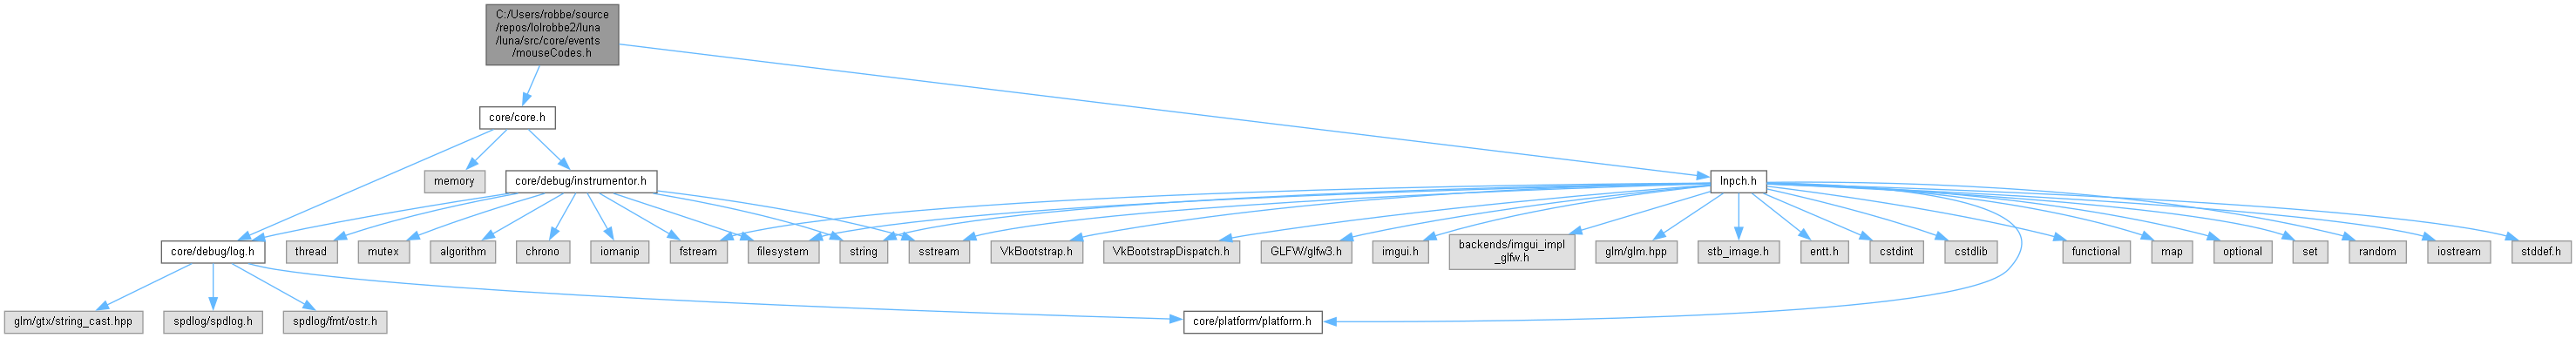 C:/Users/robbe/source
/repos/lolrobbe2/luna
/luna/src/core/events
/mouseCodes.h
core/core.h
memory
core/debug/instrumentor.h
lnpch.h
core/debug/log.h
thread
mutex
algorithm
chrono
iomanip
fstream
filesystem
string
sstream
VkBootstrap.h
VkBootstrapDispatch.h
GLFW/glfw3.h
imgui.h
backends/imgui_impl
_glfw.h
glm/glm.hpp
stb_image.h
entt.h
cstdint
cstdlib
functional
map
optional
set
random
iostream
stddef.h
glm/gtx/string_cast.hpp
spdlog/spdlog.h
spdlog/fmt/ostr.h
core/platform/platform.h